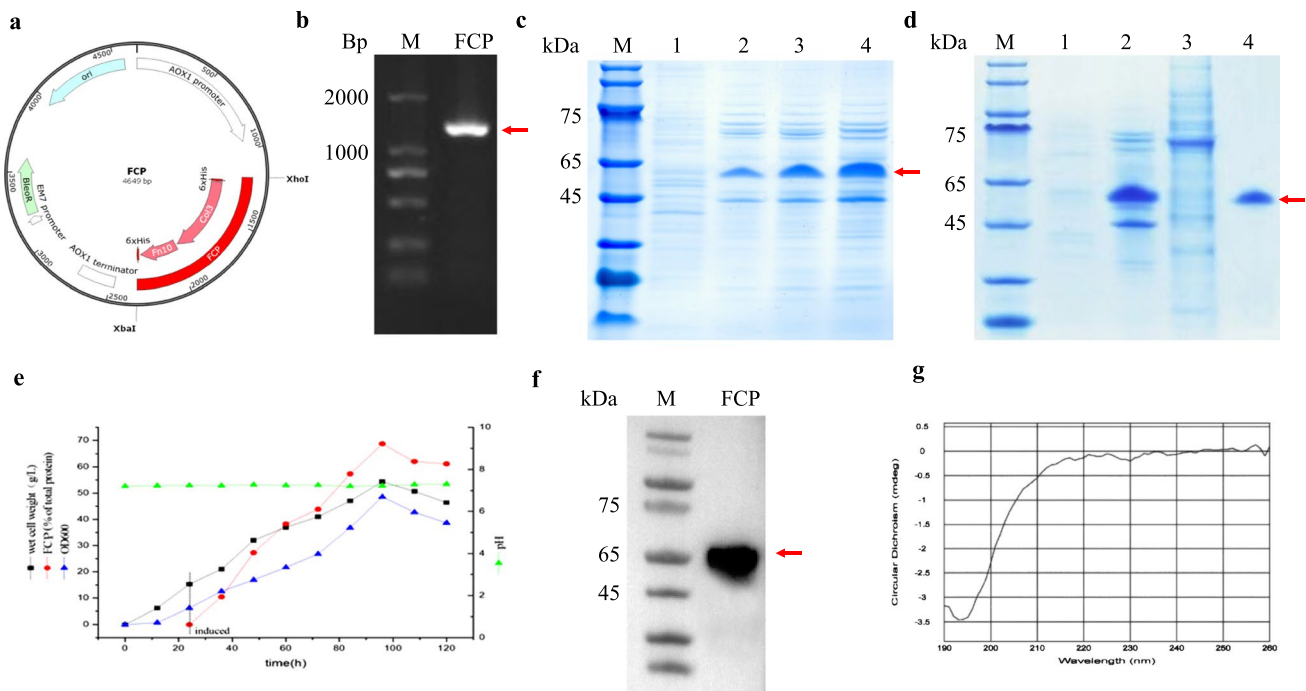 a
4500
500
ori
AOX1 promoter
4000
1000
FCP
4649 bp
6xHis
XhoI
BleoR
3500
Col3
1500
EM7 promoter
6xHis
Fn10
FCP
AOX1 terminator
3000
2000
2500
XbaI
b
Bp M FCP
2000
1000
c
kDa M 1 2 3 4
75
65
45
d
kDa M 1 2 3 4
75
65
45
e
wet cell weight (g/L)
FCP(% of total protein)
OD600
70
60
50
40
30
20
10
0
10
8
6
4
2
0
pH
induced
0 20 40 60 80 100 120
time(h)
f
kDa M FCP
75
65
45
g
0.5
0
-0.5
-1
-1.5
-2
-2.5
-3
-3.5
Circular Dichroism (mdeg)
190 200 210 220 230 240 250 260
Wavelength (nm)